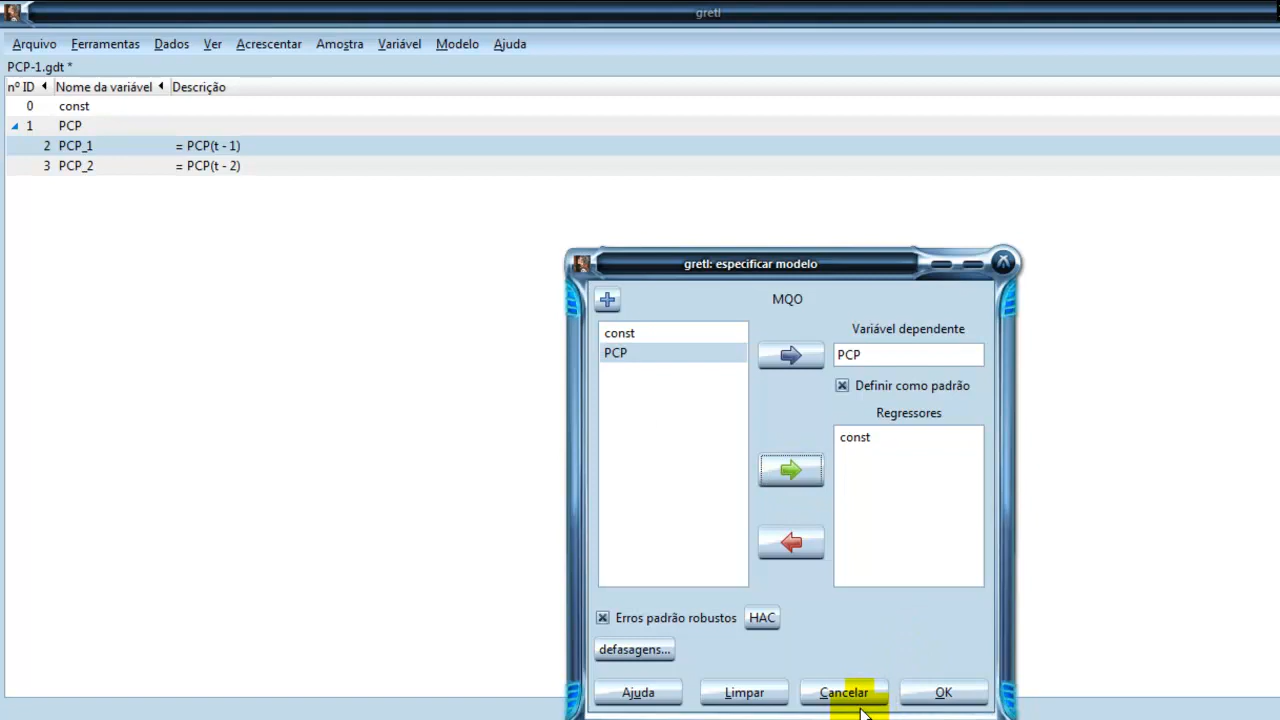 gretl
Arquivo Ferramentas Dados Ver Acrescentar Amostra Variável Modelo Ajuda
PCP-1.gdt *
nº ID Nome da variável Descrição
0 const
1 PCP
2 PCP_1 = PCP(t - 1)
3 PCP_2 = PCP(t - 2)
gretl: especificar modelo
MQO
const
PCP
Variável dependente
PCP
Definir como padrão
Regressores
const
Erros padrão robustos HAC
defasagens...
Ajuda Limpar Cancelar OK